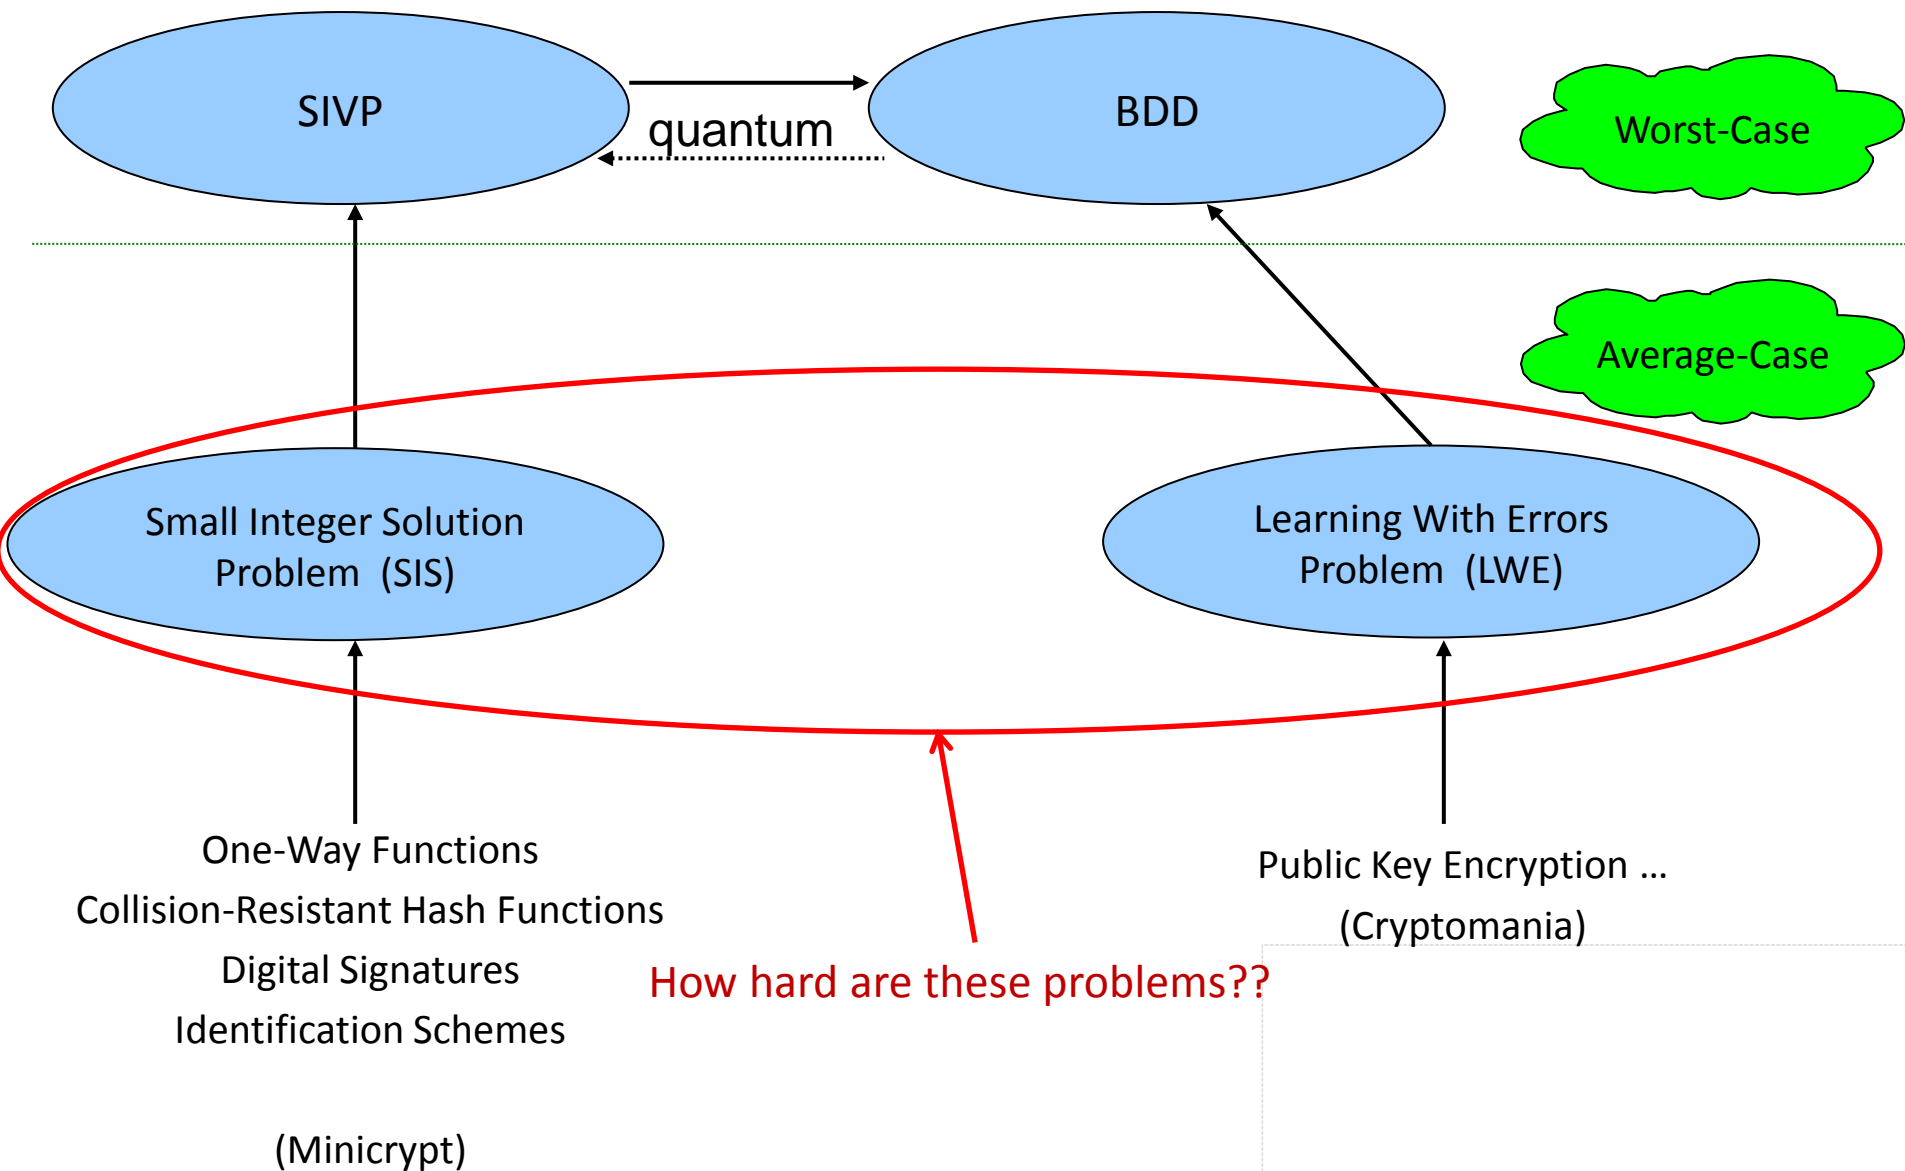 SIVP
quantum
BDD
Worst-Case
Average-Case
Small Integer Solution
Problem (SIS)
Learning With Errors
Problem (LWE)
One-Way Functions
Collision-Resistant Hash Functions
Digital Signatures
Identification Schemes
(Minicrypt)
How hard are these problems??
Public Key Encryption ...
(Cryptomania)